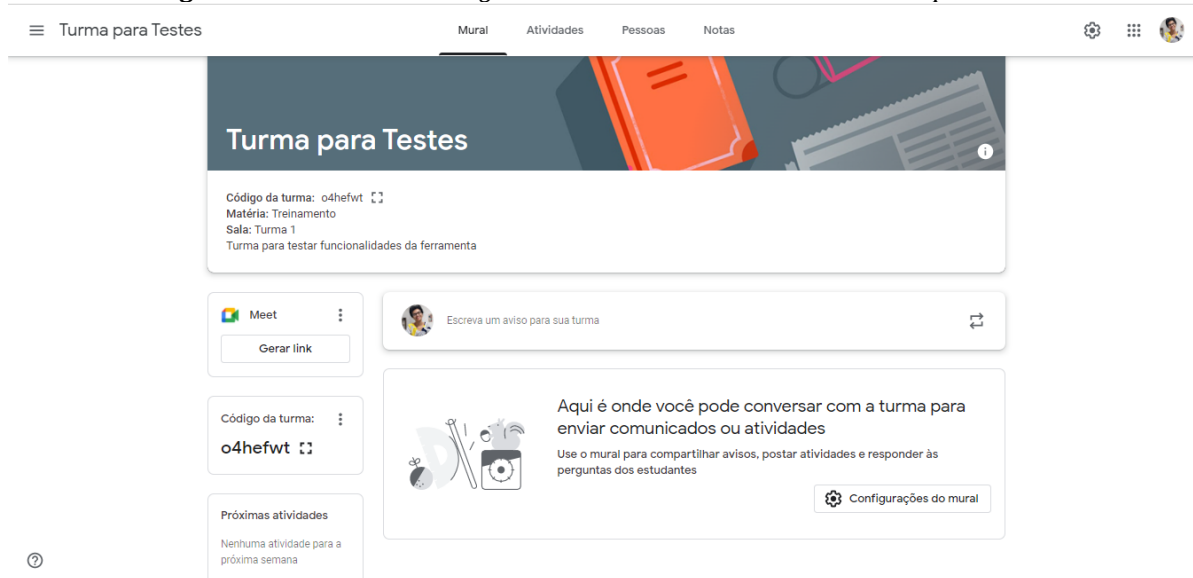 Turma para Testes
Mural Atividades Pessoas Notas
Turma para Testes
Código da turma: o4hefwt
Matéria: Treinamento
Sala: Turma 1
Turma para testar funcionalidades da ferramenta
Meet
Gerar link
Escreva um aviso para sua turma
Código da turma:
o4hefwt
Aqui é onde você pode conversar com a turma para
enviar comunicados ou atividades
Use o mural para compartilhar avisos, postar atividades e responder às
perguntas dos estudantes
Configurações do mural
Próximas atividades
Nenhuma atividade para a
próxima semana